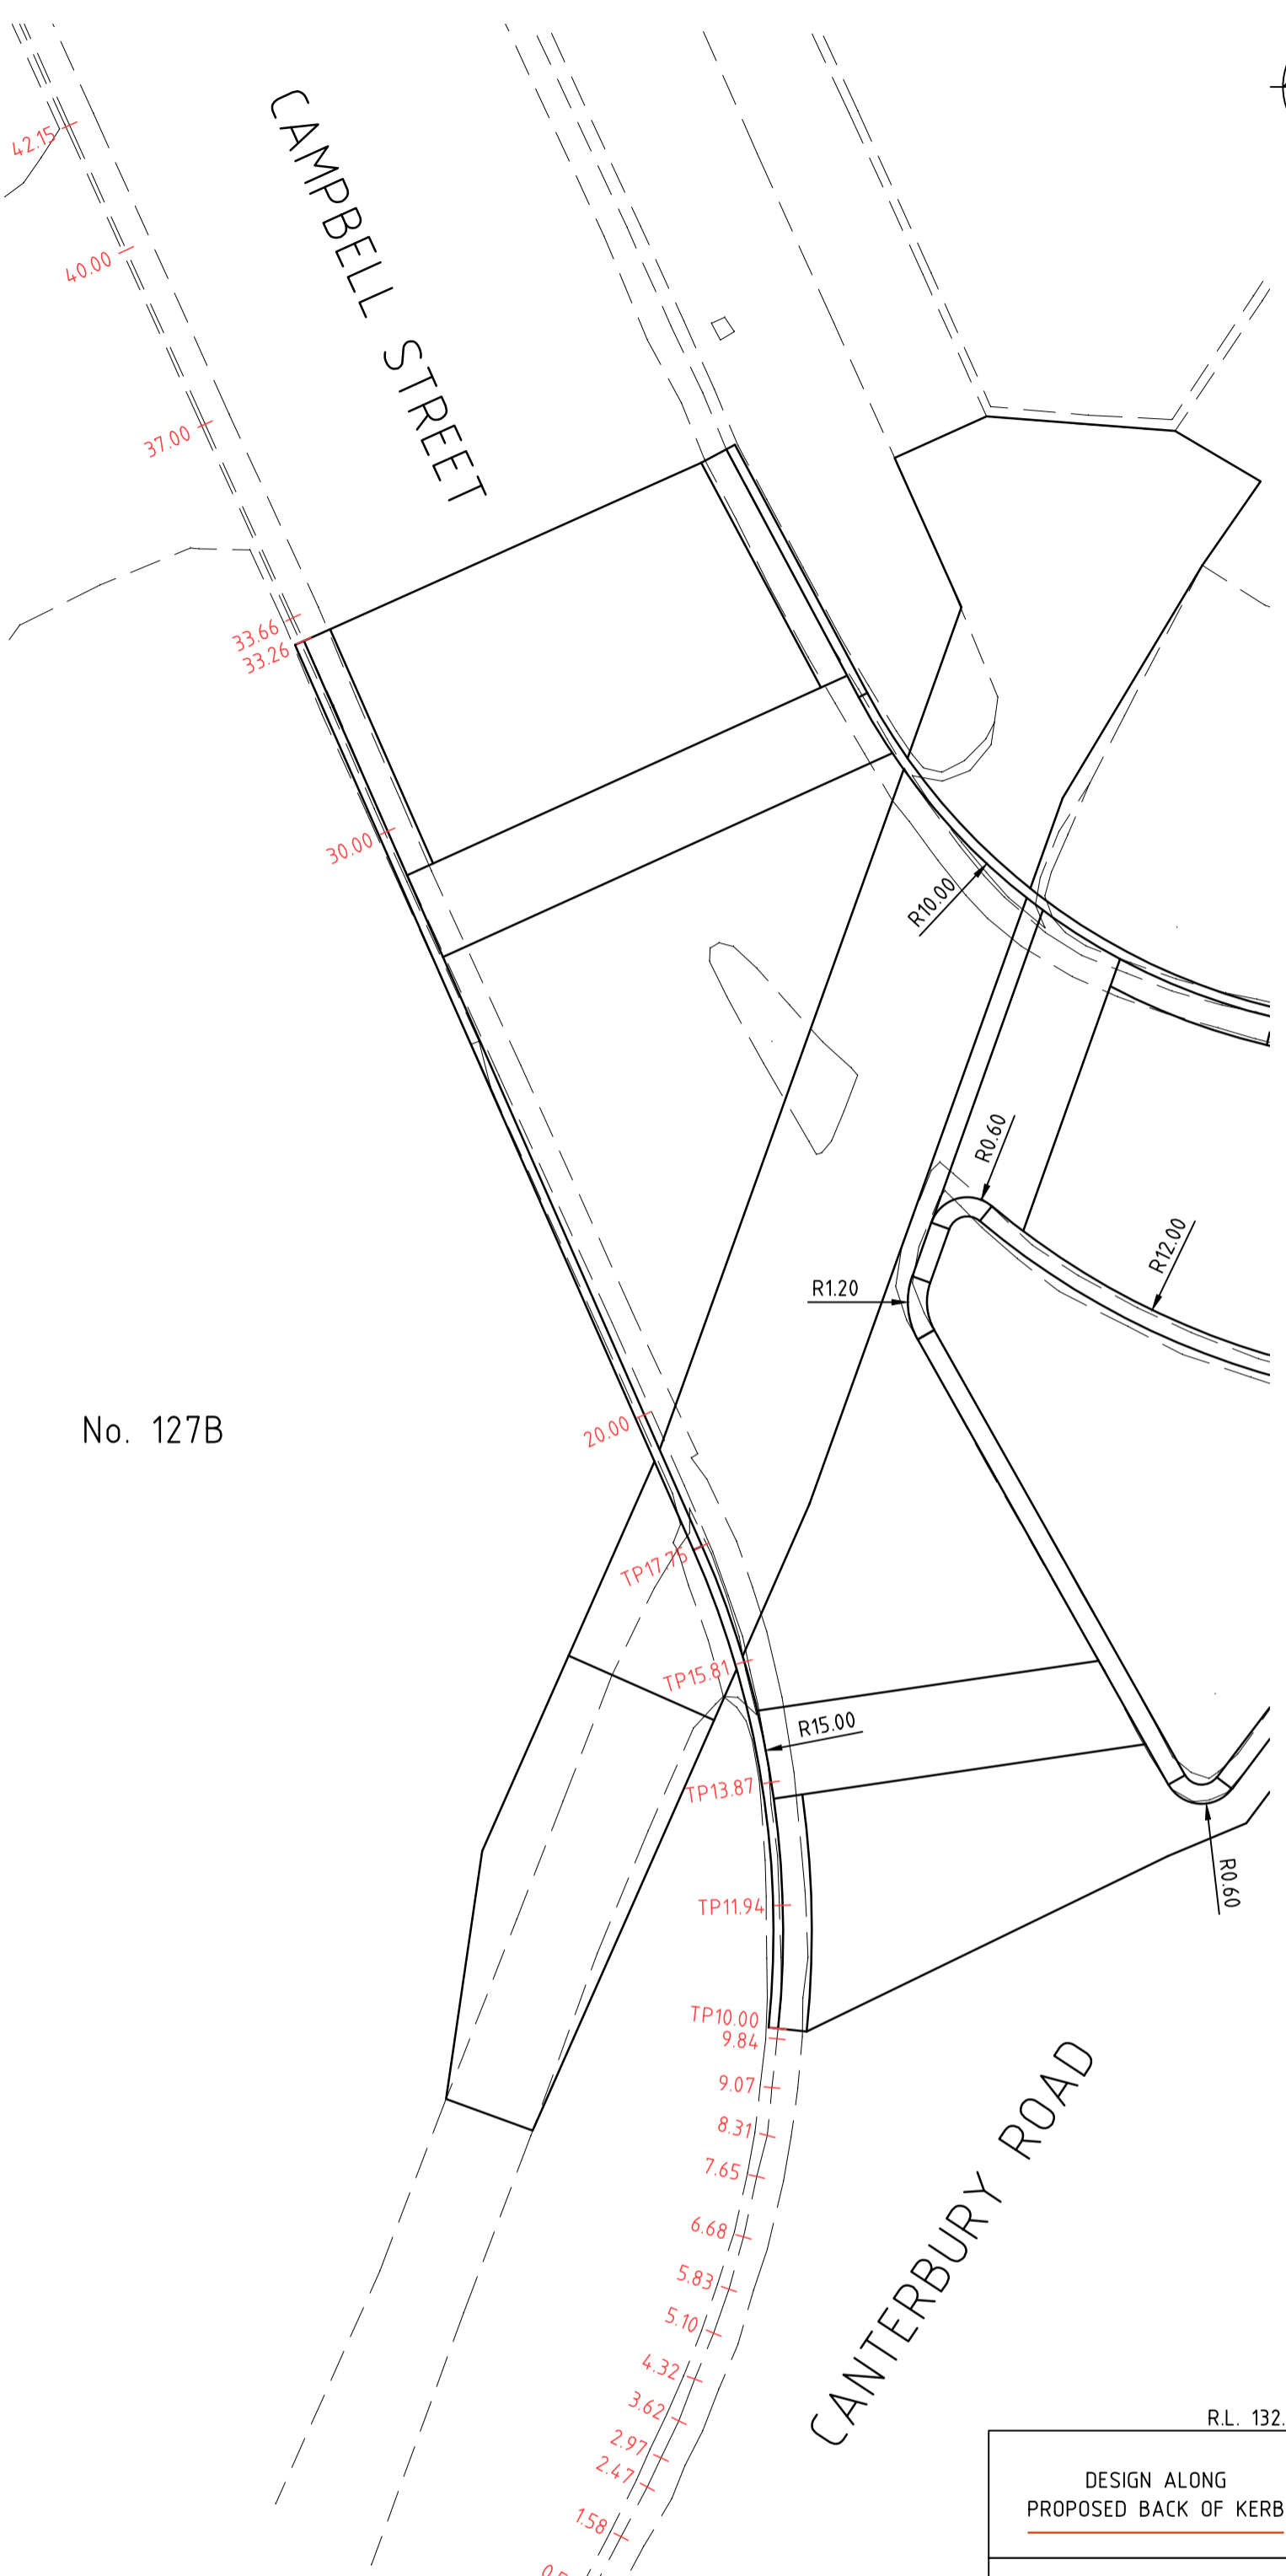 CAMPBELL STREET
42.15
40.00
37.00
33.66
33.26
30.00
R10.00
R0.60
R12.00
R1.20
20.00
No. 127B
TP17.75
TP15.81
R15.00
TP13.87
R0.60
TP11.94
TP10.00
9.84
9.07
8.31
7.65
6.68
5.83
5.10
4.32
3.62
2.97
2.47
1.58
CANTERBURY ROAD
R.L. 132.
DESIGN ALONG
PROPOSED BACK OF KERB